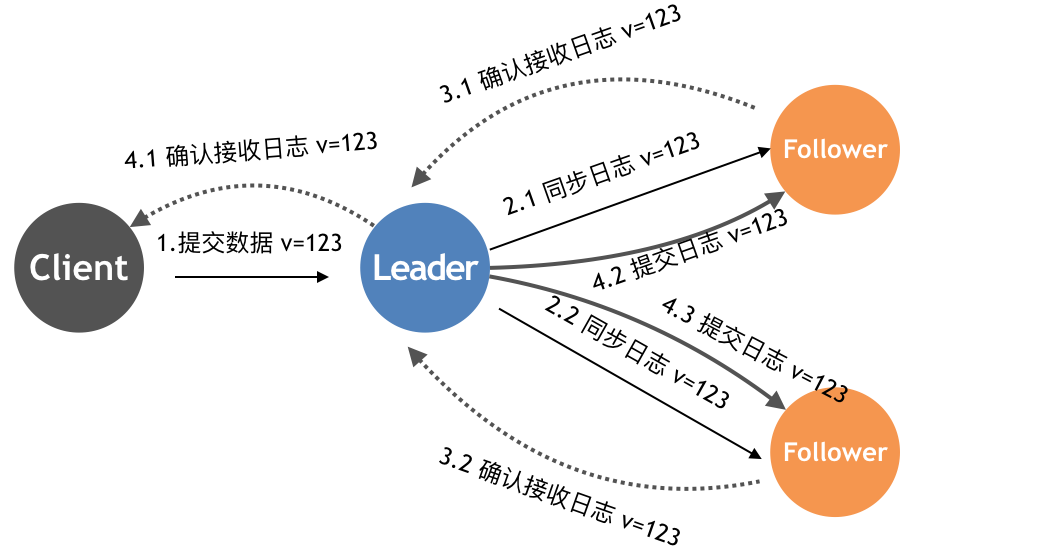 3.1 确认接收日志 v=123
4.1 确认接收日志 v=123
2.1 同步日志 v=123
Follower
1.提交数据 v=123
4.2 提交日志 v=123
Client
Leader
4.3 提交日志 v=123
2.2 同步日志 v=123
Follower
3.2 确认接收日志 v=123